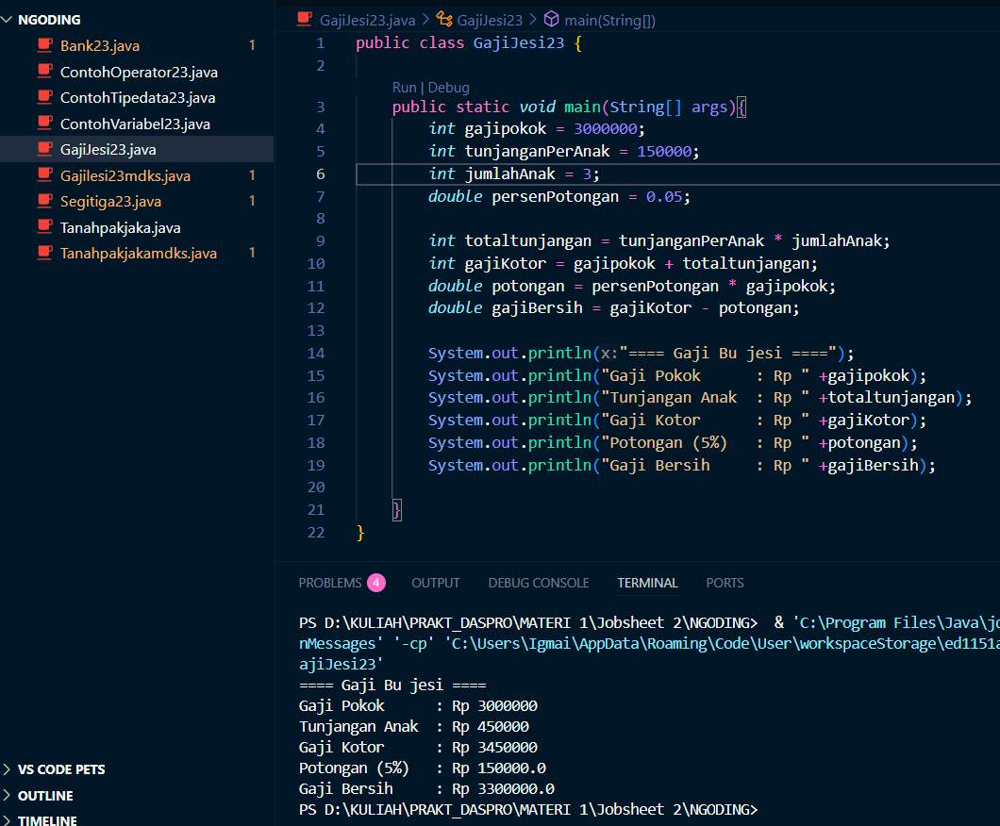 NGODING
Bank23.java 1
ContohOperator23.java
ContohTipedata23.java
ContohVariabel23.java
GajiJesi23.java
Gajilesi23mdks.java 1
Segitiga23.java 1
Tanahpakjaka.java
Tanahpakjakamdks.java 1
VS CODE PETS
OUTLINE
TIMELINE
GajiJesi23.java > GajiJesi23 > main(String[])
1 public class GajiJesi23 {
2
Run | Debug
3 public static void main(String[] args){
4 int gajipokok = 3000000;
5 int tunjanganPerAnak = 150000;
6 int jumlahAnak = 3;
7 double persenPotongan = 0.05;
8
9 int totaltunjangan = tunjanganPerAnak * jumlahAnak;
10 int gajiKotor = gajipokok + totaltunjangan;
11 double potongan = persenPotongan * gajipokok;
12 double gajiBersih = gajiKotor - potongan;
13
14 System.out.println(x:"==== Gaji Bu jesi ====");
15 System.out.println("Gaji Pokok      : Rp " +gajipokok);
16 System.out.println("Tunjangan Anak  : Rp " +totaltunjangan);
17 System.out.println("Gaji Kotor      : Rp " +gajiKotor);
18 System.out.println("Potongan (5%)   : Rp " +potongan);
19 System.out.println("Gaji Bersih     : Rp " +gajiBersih);
20
21 }
22 }
PROBLEMS 4 OUTPUT DEBUG CONSOLE TERMINAL PORTS
PS D:\KULIAH\PRAKT_DASPRO\MATERI 1\Jobsheet 2\NGODING>  & 'C:\Program Files\Java\
nMessages' '-cp' 'C:\Users\Igmai\AppData\Roaming\Code\User\workspaceStorage\ed1151
ajiJesi23'
==== Gaji Bu jesi ====
Gaji Pokok      : Rp 3000000
Tunjangan Anak  : Rp 450000
Gaji Kotor      : Rp 3450000
Potongan (5%)   : Rp 150000.0
Gaji Bersih     : Rp 3300000.0
PS D:\KULIAH\PRAKT_DASPRO\MATERI 1\Jobsheet 2\NGODING>